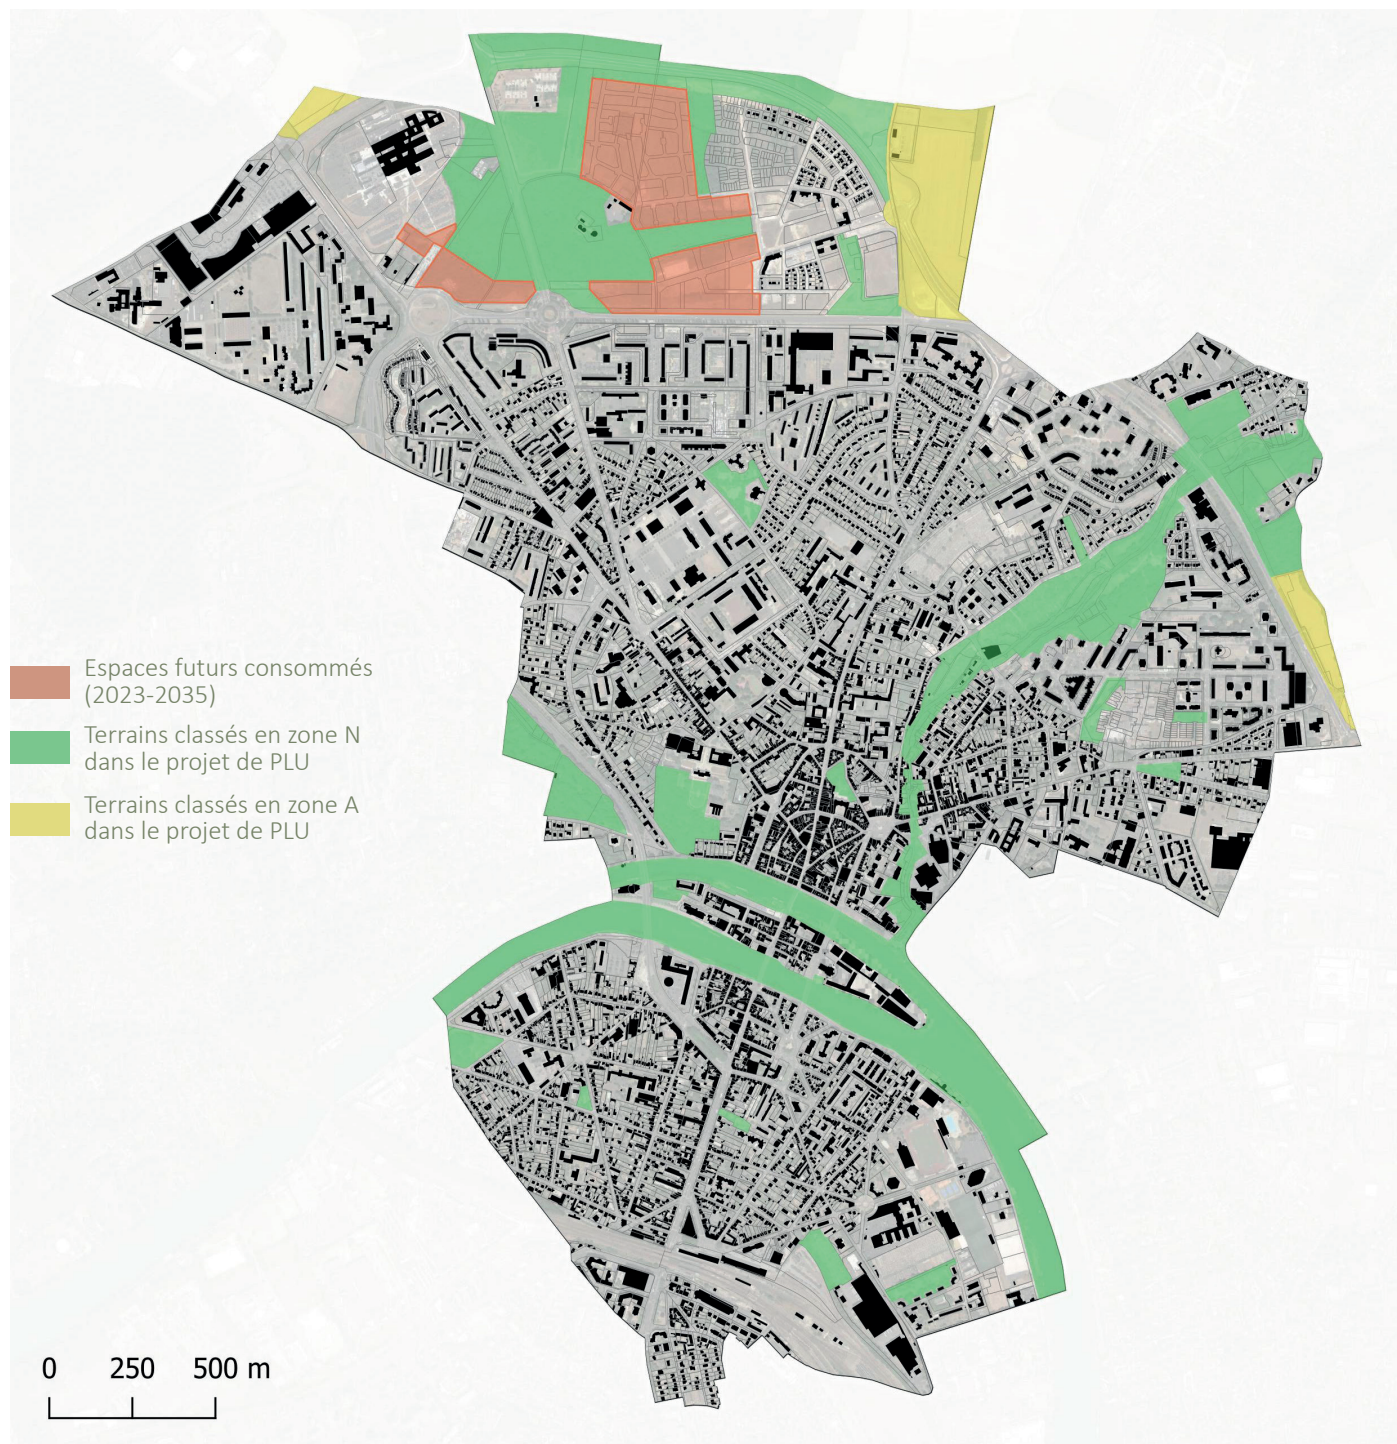 Espaces futurs consommés
(2023-2035)
Terrains classés en zone N
dans le projet de PLU
Terrains classés en zone A
dans le projet de PLU
0 250 500 m